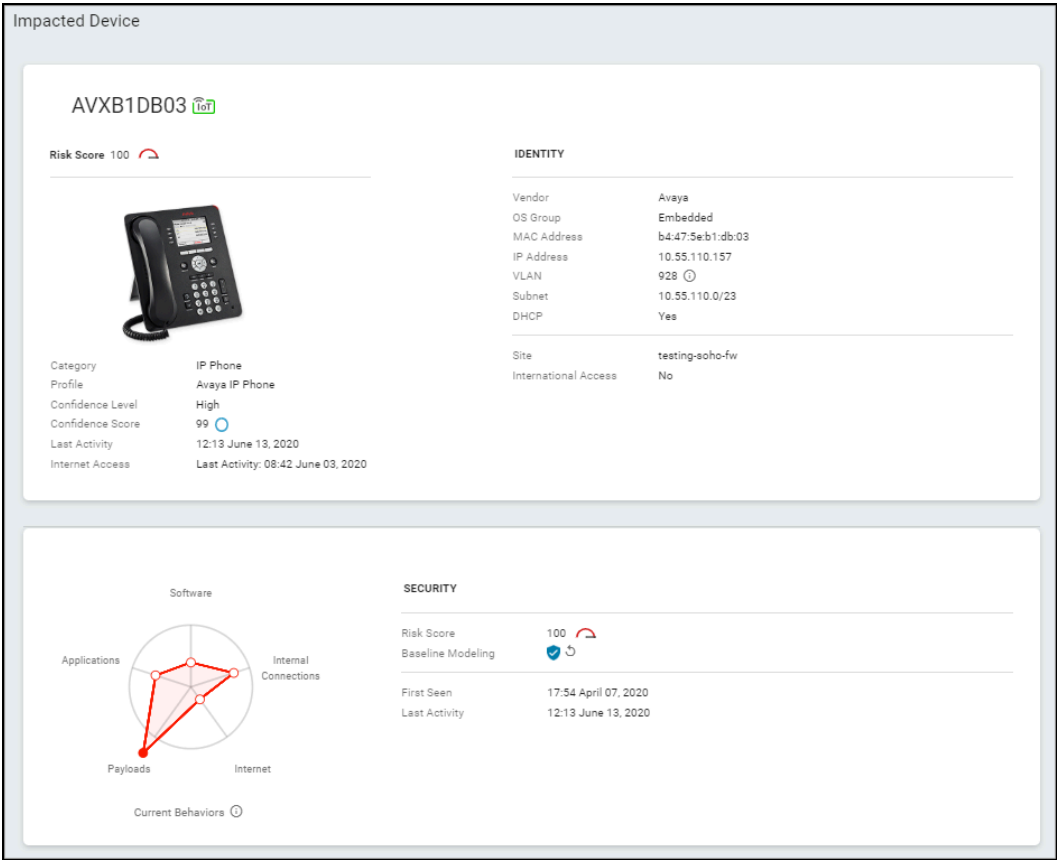 Impacted Device
AVXB1DB03 IoT
Risk Score 100
Category IP Phone
Profile Avaya IP Phone
Confidence Level High
Confidence Score 99
Last Activity 12:13 June 13, 2020
Internet Access Last Activity: 08:42 June 03, 2020
IDENTITY
Vendor Avaya
OS Group Embedded
MAC Address b4:47:5e:b1:db:03
IP Address 10.55.110.157
VLAN 928
Subnet 10.55.110.0/23
DHCP Yes
Site testing-soho-fw
International Access No
Software
Applications
Internal
Connections
Payloads
Internet
Current Behaviors
SECURITY
Risk Score 100
Baseline Modeling
First Seen 17:54 April 07, 2020
Last Activity 12:13 June 13, 2020